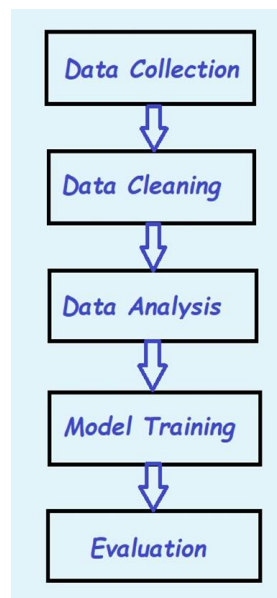 Data Collection
Data Cleaning
Data Analysis
Model Training
Evaluation